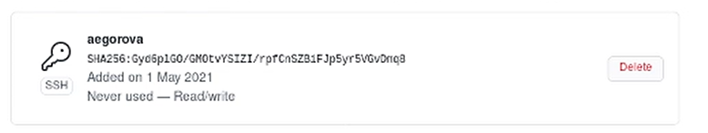 aegorova
SHA256:Gyd6plGO/GMOtvYSIZI/rpfCnSZBiFJp5yr5VGvDmq8
Added on 1 May 2021
SSH
Never used — Read/write
Delete